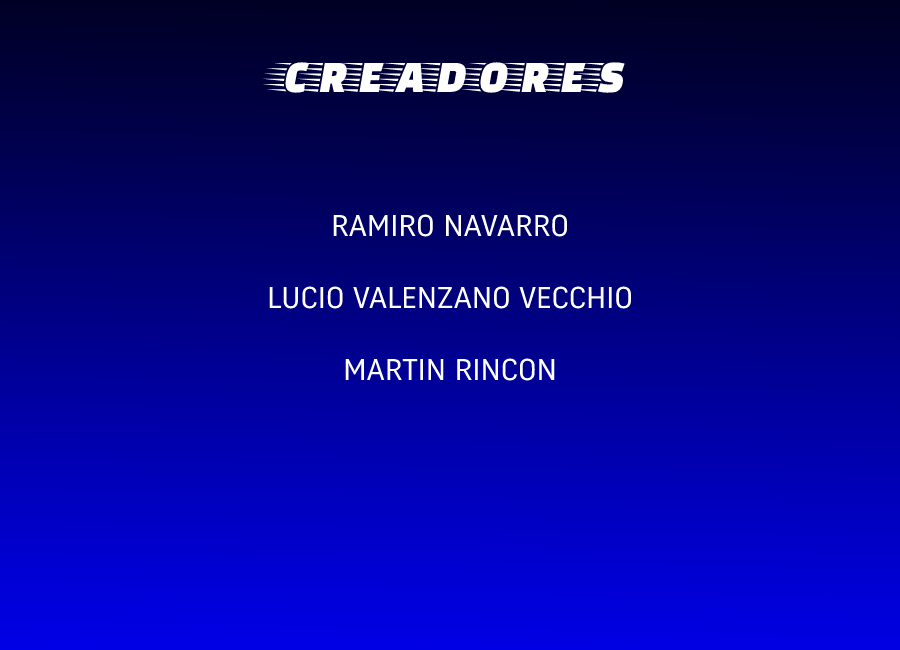 CREADORES
RAMIRO NAVARRO
LUCIO VALENZANO VECCHIO
MARTIN RINCON